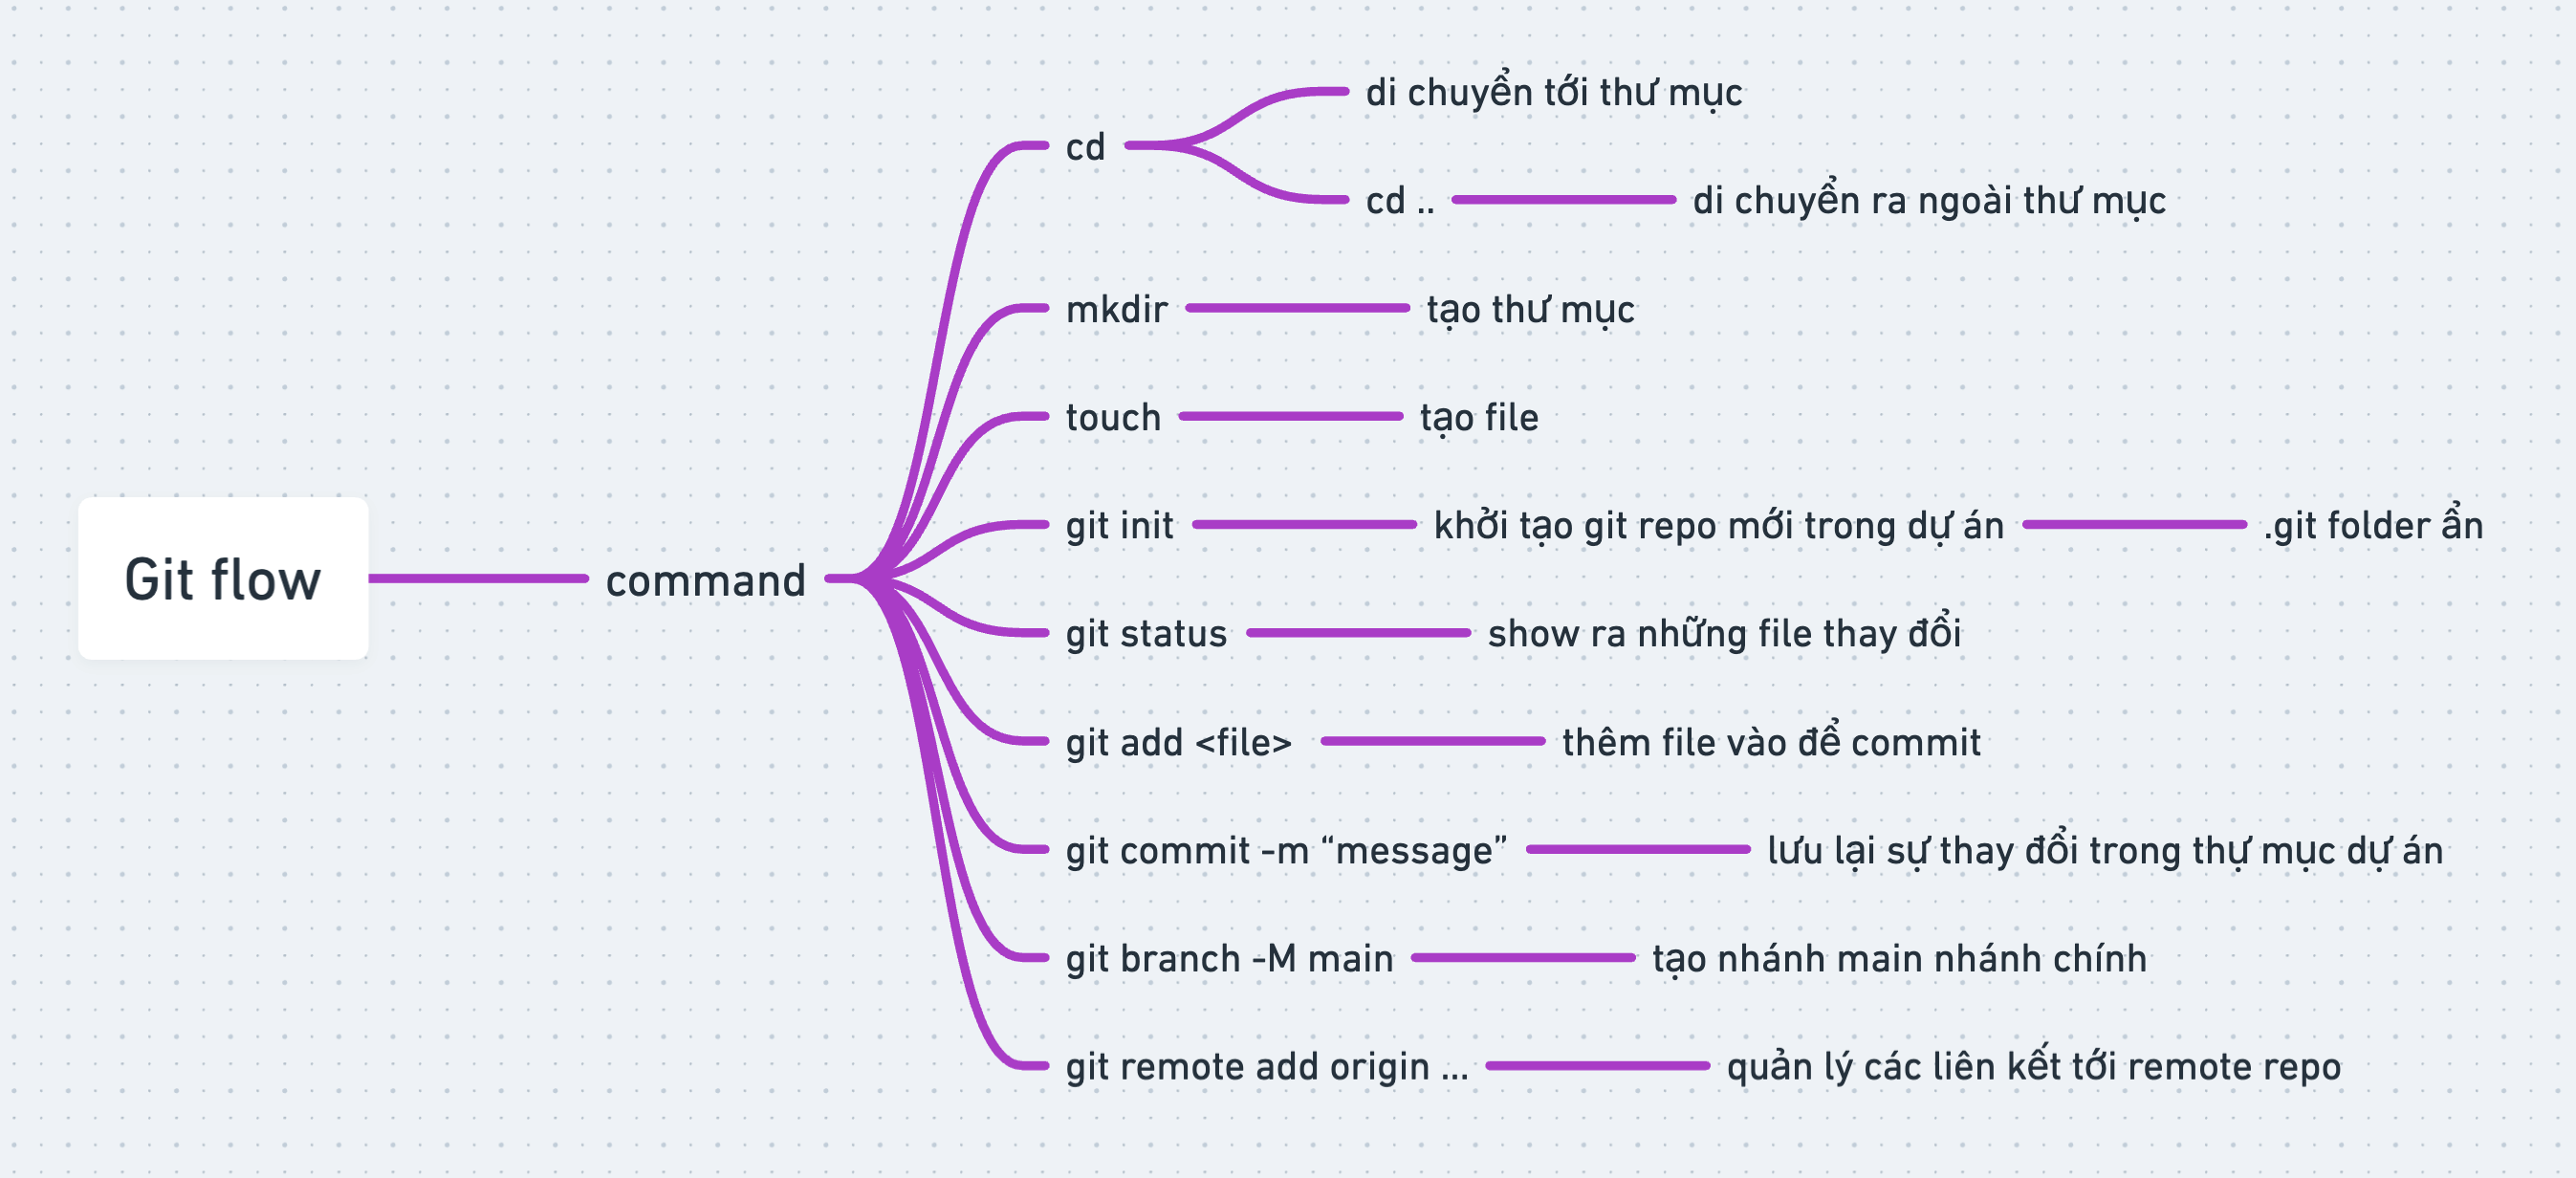 Git flow
command
cd
di chuyển tới thư mục
cd ..
di chuyển ra ngoài thư mục
mkdir
tạo thư mục
touch
tạo file
git init
khởi tạo git repo mới trong dự án
.git folder ẩn
git status
show ra những file thay đổi
git add <file>
thêm file vào để commit
git commit -m “message”
lưu lại sự thay đổi trong thự mục dự án
git branch -M main
tạo nhánh main nhánh chính
git remote add origin ...
quản lý các liên kết tới remote repo